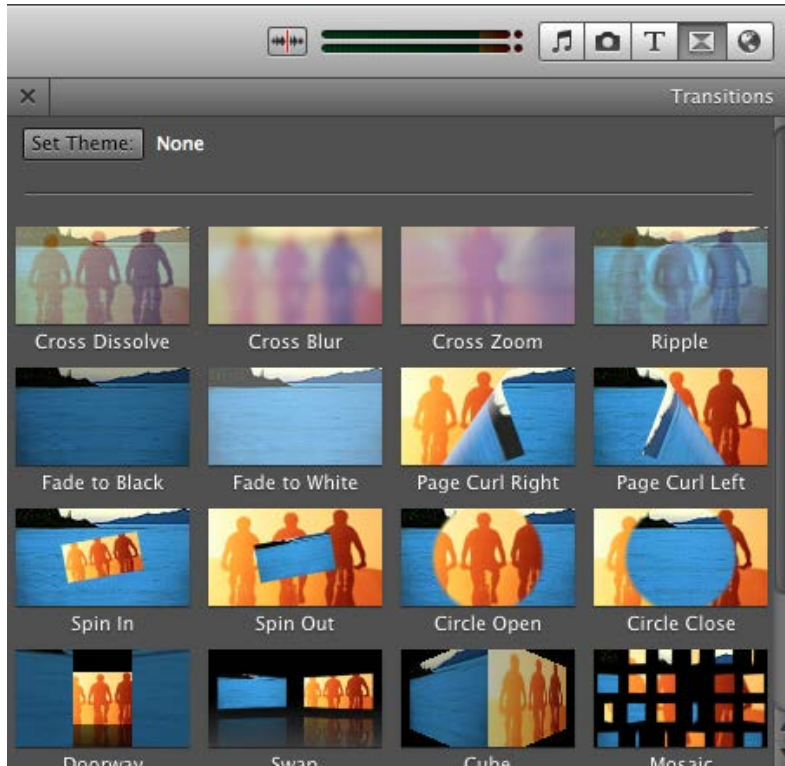 T
Transitions
Set Theme: None
Cross Dissolve Cross Blur Cross Zoom Ripple
Fade to Black Fade to White Page Curl Right Page Curl Left
Spin In Spin Out Circle Open Circle Close
Doorway Swap Cube Mosaic